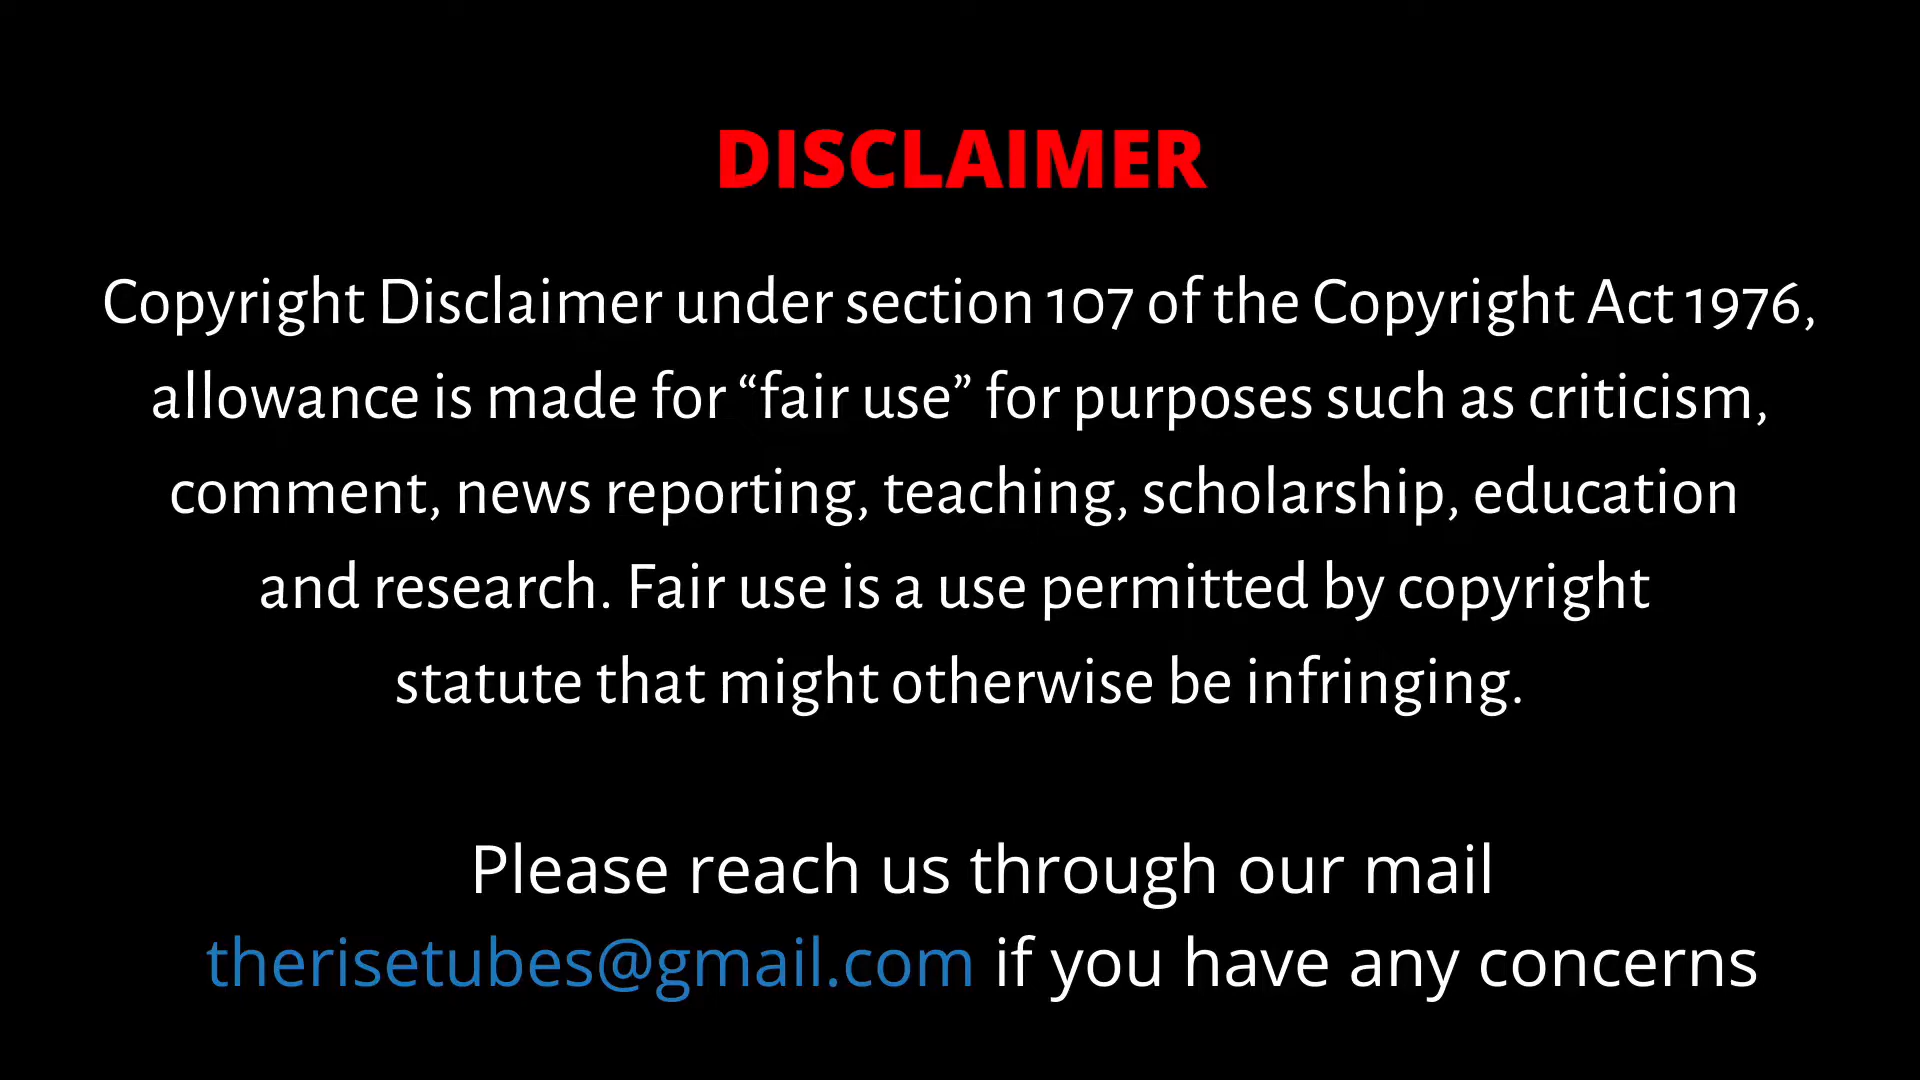 DISCLAIMER
Copyright Disclaimer under section 107 of the Copyright Act 1976,
allowance is made for “fair use” for purposes such as criticism,
comment, news reporting, teaching, scholarship, education
and research. Fair use is a use permitted by copyright
statute that might otherwise be infringing.
Please reach us through our mail
therisetubes@gmail.com if you have any concerns